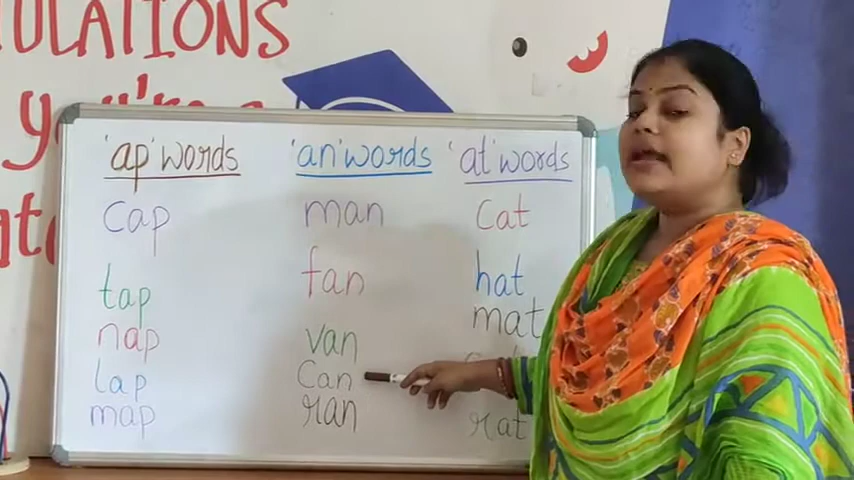 'ap' words
cap
tap
nap
lap
map
'an' words
man
fan
van
Can
ran
'at' words
Cat
hat
mat
rat